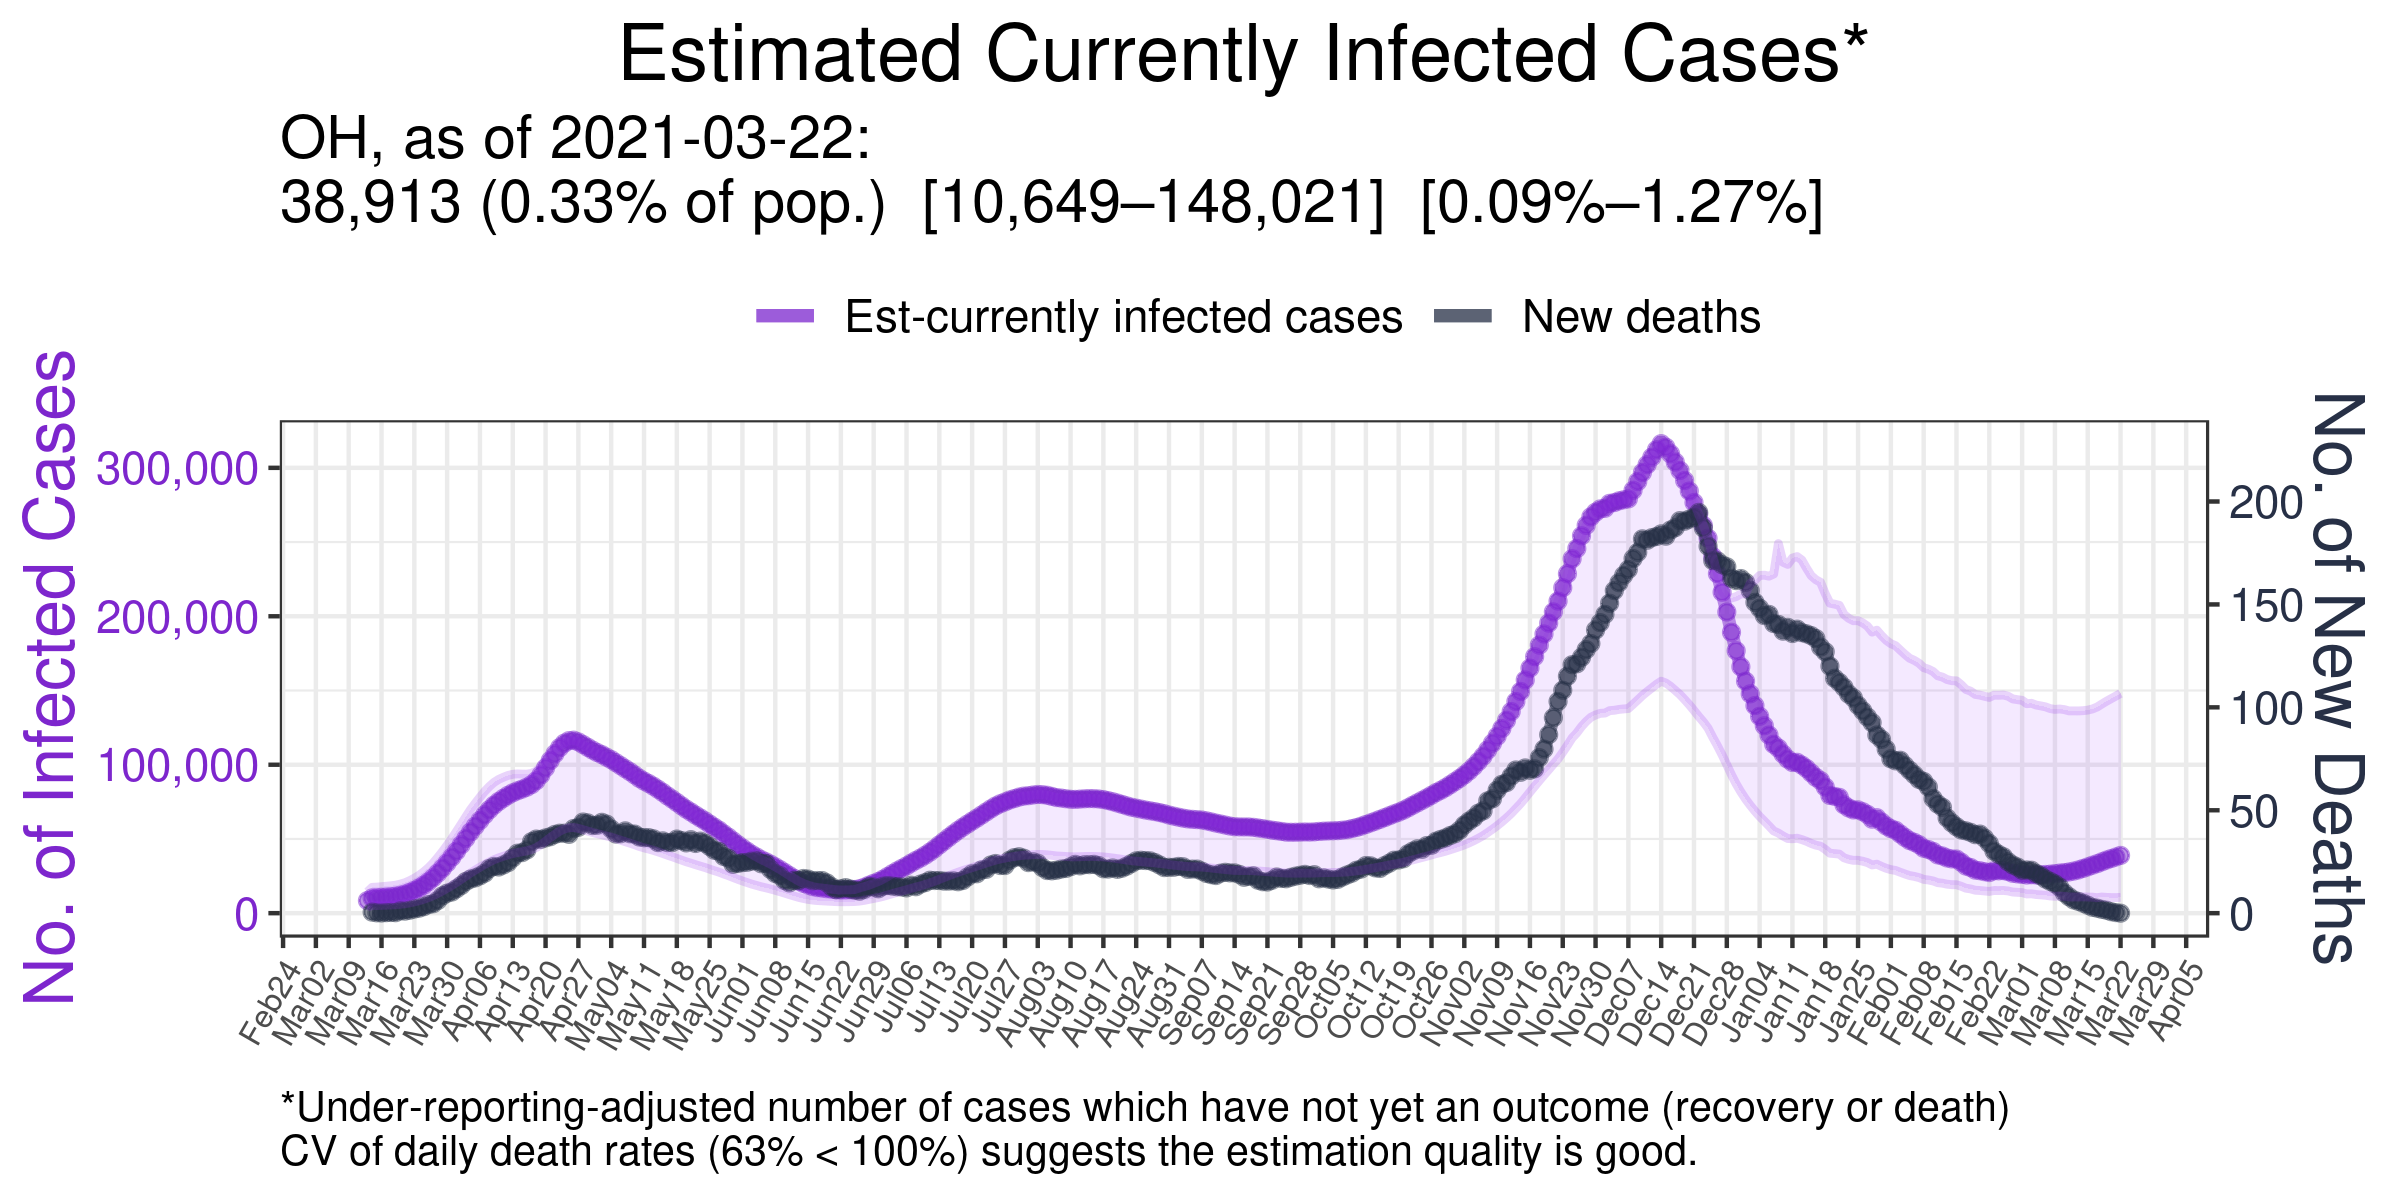 Estimated Currently Infected Cases*
OH, as of 2021-03-22:
38,913 (0.33% of pop.) [10,649–148,021] [0.09%–1.27%]
Est-currently infected cases
New deaths
No. of Infected Cases
300,000
200,000
100,000
0
No. of New Deaths
200
150
100
50
0
Feb24
Mar02
Mar09
Mar16
Mar23
Mar30
Apr06
Apr13
Apr20
Apr27
May04
May11
May18
May25
Jun01
Jun08
Jun15
Jun22
Jun29
Jul06
Jul13
Jul20
Jul27
Aug03
Aug10
Aug17
Aug24
Aug31
Sep07
Sep14
Sep21
Sep28
Oct05
Oct12
Oct19
Oct26
Nov02
Nov09
Nov16
Nov23
Nov30
Dec07
Dec14
Dec21
Dec28
Jan04
Jan11
Jan18
Jan25
Feb01
Feb08
Feb15
Feb22
Mar01
Mar08
Mar15
Mar22
Mar29
Apr05
*Under-reporting-adjusted number of cases which have not yet an outcome (recovery or death)
CV of daily death rates (63% < 100%) suggests the estimation quality is good.